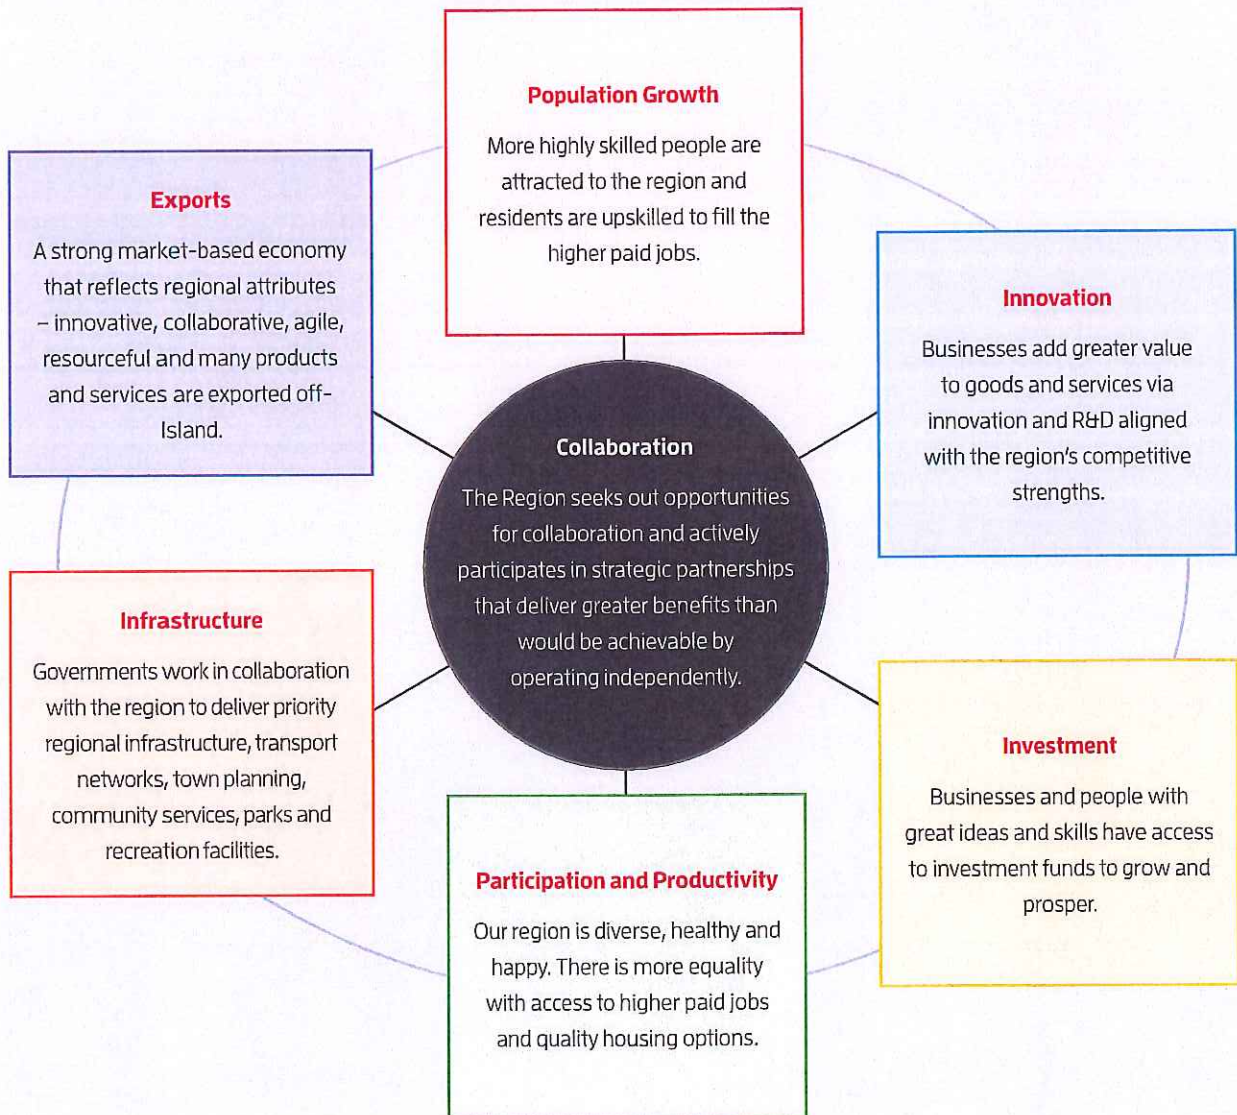 Population Growth
More highly skilled people are
attracted to the region and
residents are upskilled to fill the
higher paid jobs.
Exports
A strong market-based economy
that reflects regional attributes
– innovative, collaborative, agile,
resourceful and many products
and services are exported off-
Island.
Innovation
Businesses add greater value
to goods and services via
innovation and R&D aligned
with the region's competitive
strengths.
Collaboration
The Region seeks out opportunities
for collaboration and actively
participates in strategic partnerships
that deliver greater benefits than
would be achievable by
operating independently.
Infrastructure
Governments work in collaboration
with the region to deliver priority
regional infrastructure, transport
networks, town planning,
community services, parks and
recreation facilities.
Investment
Businesses and people with
great ideas and skills have access
to investment funds to grow and
prosper.
Participation and Productivity
Our region is diverse, healthy and
happy. There is more equality
with access to higher paid jobs
and quality housing options.